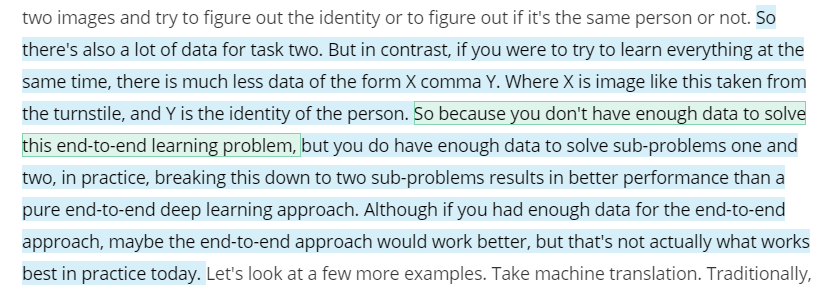 two images and try to figure out the identity or to figure out if it's the same person or not. So
there's also a lot of data for task two. But in contrast, if you were to try to learn everything at the
same time, there is much less data of the form X comma Y. Where X is image like this taken from
the turnstile, and Y is the identity of the person. So because you don't have enough data to solve
this end-to-end learning problem, but you do have enough data to solve sub-problems one and
two, in practice, breaking this down to two sub-problems results in better performance than a
pure end-to-end deep learning approach. Although if you had enough data for the end-to-end
approach, maybe the end-to-end approach would work better, but that's not actually what works
best in practice today. Let's look at a few more examples. Take machine translation. Traditionally,